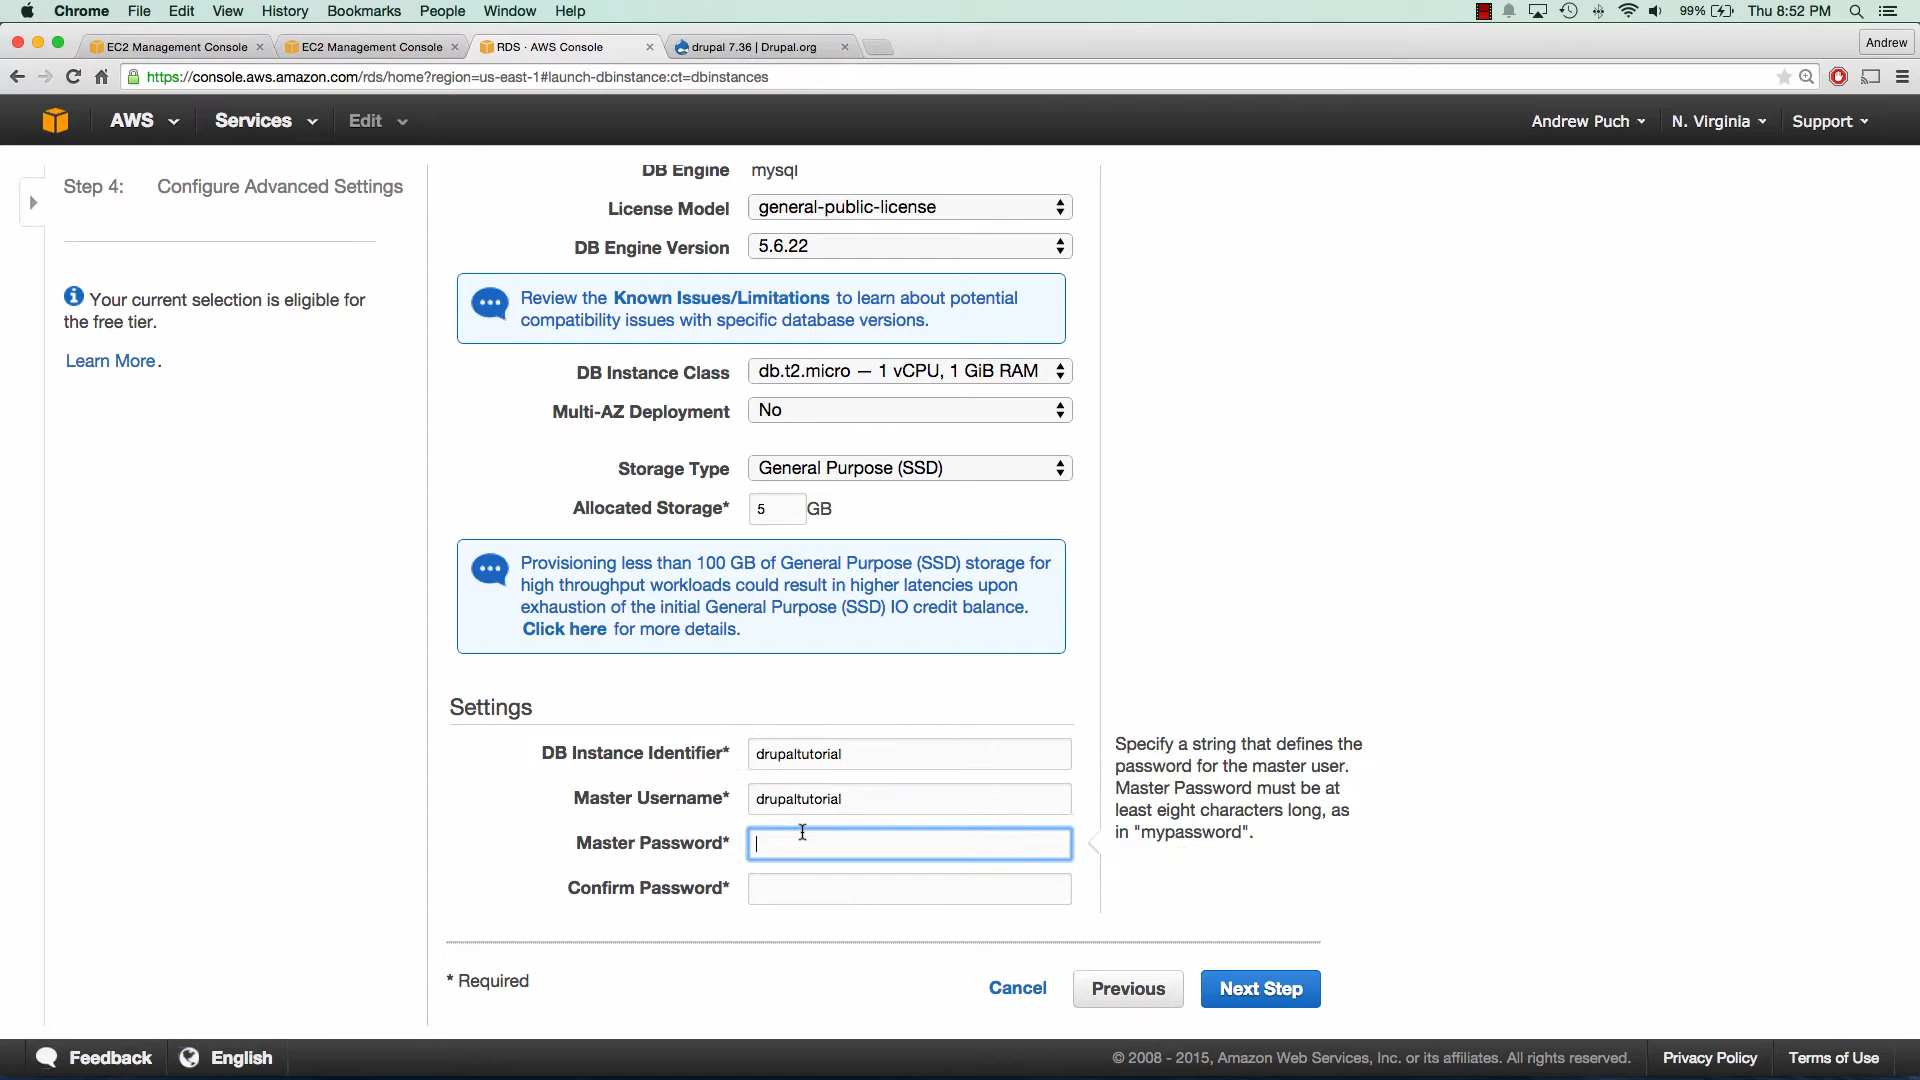 Chrome File Edit View History Bookmarks People Window Help 99% Thu 8:52 PM
EC2 Management Console EC2 Management Console RDS · AWS Console drupal 7.36 | Drupal.org Andrew
https://console.aws.amazon.com/rds/home?region=us-east-1#launch-dbinstance:ct=dbinstances
AWS Services Edit Andrew Puch N. Virginia Support
Step 4: Configure Advanced Settings
Your current selection is eligible for
the free tier.
Learn More.
DB Engine mysql
License Model general-public-license
DB Engine Version 5.6.22
Review the Known Issues/Limitations to learn about potential
compatibility issues with specific database versions.
DB Instance Class db.t2.micro — 1 vCPU, 1 GiB RAM
Multi-AZ Deployment No
Storage Type General Purpose (SSD)
Allocated Storage* 5 GB
Provisioning less than 100 GB of General Purpose (SSD) storage for
high throughput workloads could result in higher latencies upon
exhaustion of the initial General Purpose (SSD) IO credit balance.
Click here for more details.
Settings
DB Instance Identifier* drupaltutorial
Master Username* drupaltutorial
Master Password*
Confirm Password*
Specify a string that defines the
password for the master user.
Master Password must be at
least eight characters long, as
in "mypassword".
* Required
Cancel Previous Next Step
Feedback English © 2008 - 2015, Amazon Web Services, Inc. or its affiliates. All rights reserved. Privacy Policy Terms of Use